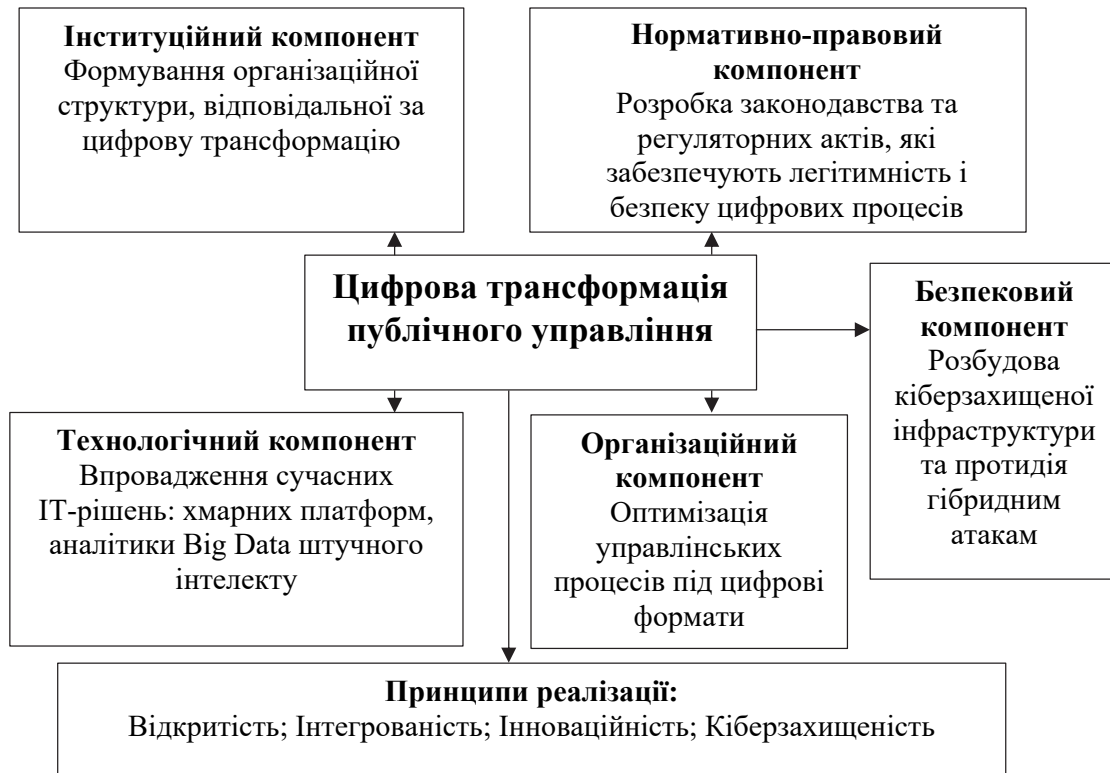 Інституційний компонент
Формування організаційної
структури, відповідальної за
цифрову трансформацію
Нормативно-правовий
компонент
Розробка законодавства та
регуляторних актів, які
забезпечують легітимність і
безпеку цифрових процесів
Цифрова трансформація
публічного управління
Безпековий
компонент
Розбудова
кіберзахищеної
інфраструктури
та протидія
гібридним
атакам
Технологічний компонент
Впровадження сучасних
ІТ-рішень: хмарних платформ,
аналітики Big Data штучного
інтелекту
Організаційний
компонент
Оптимізація
управлінських
процесів під цифрові
формати
Принципи реалізації:
Відкритість; Інтегрованість; Інноваційність; Кіберзахищеність